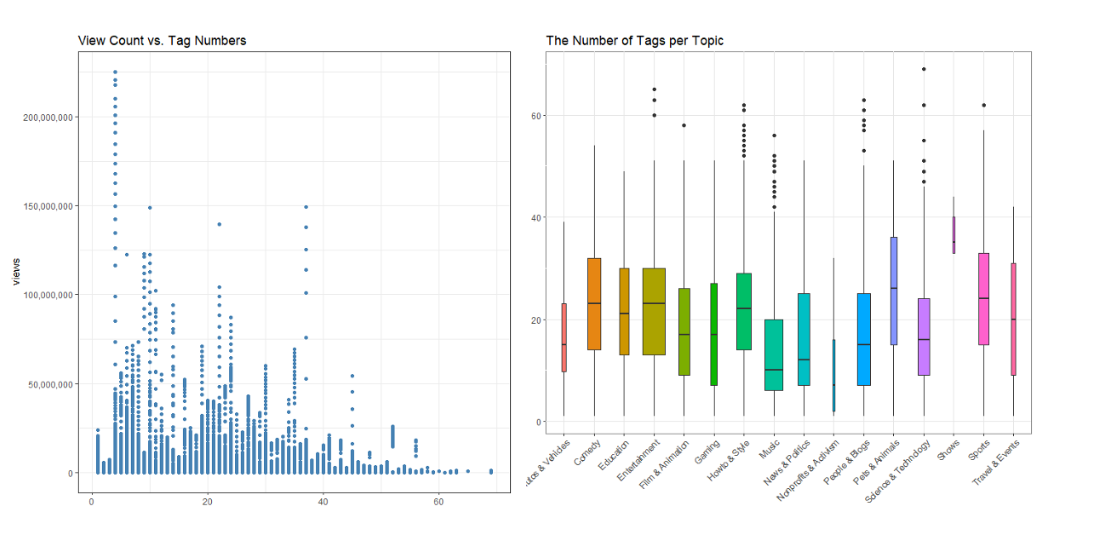 View Count vs. Tag Numbers
views
200,000,000
150,000,000
100,000,000
50,000,000
0
0
20
40
60
The Number of Tags per Topic
60
40
20
0
utos & Vehicles
Comedy
Education
Entertainment
Film & Animation
Gaming
Howto & Style
Music
News & Politics
Nonprofits & Activism
People & Blogs
Pets & Animals
Science & Technology
Shows
Sports
Travel & Events